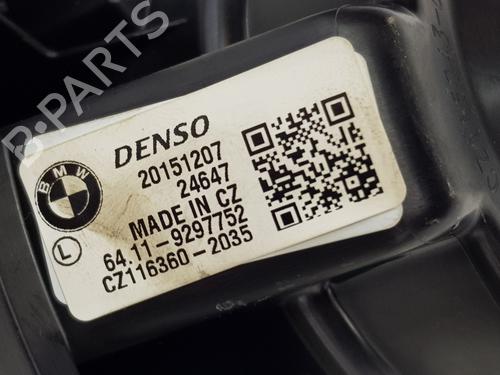 B-PARTS
DENSO
20151207
24647
MADE IN CZ
64.11-9297752
CZ116360-2035
BMW
L